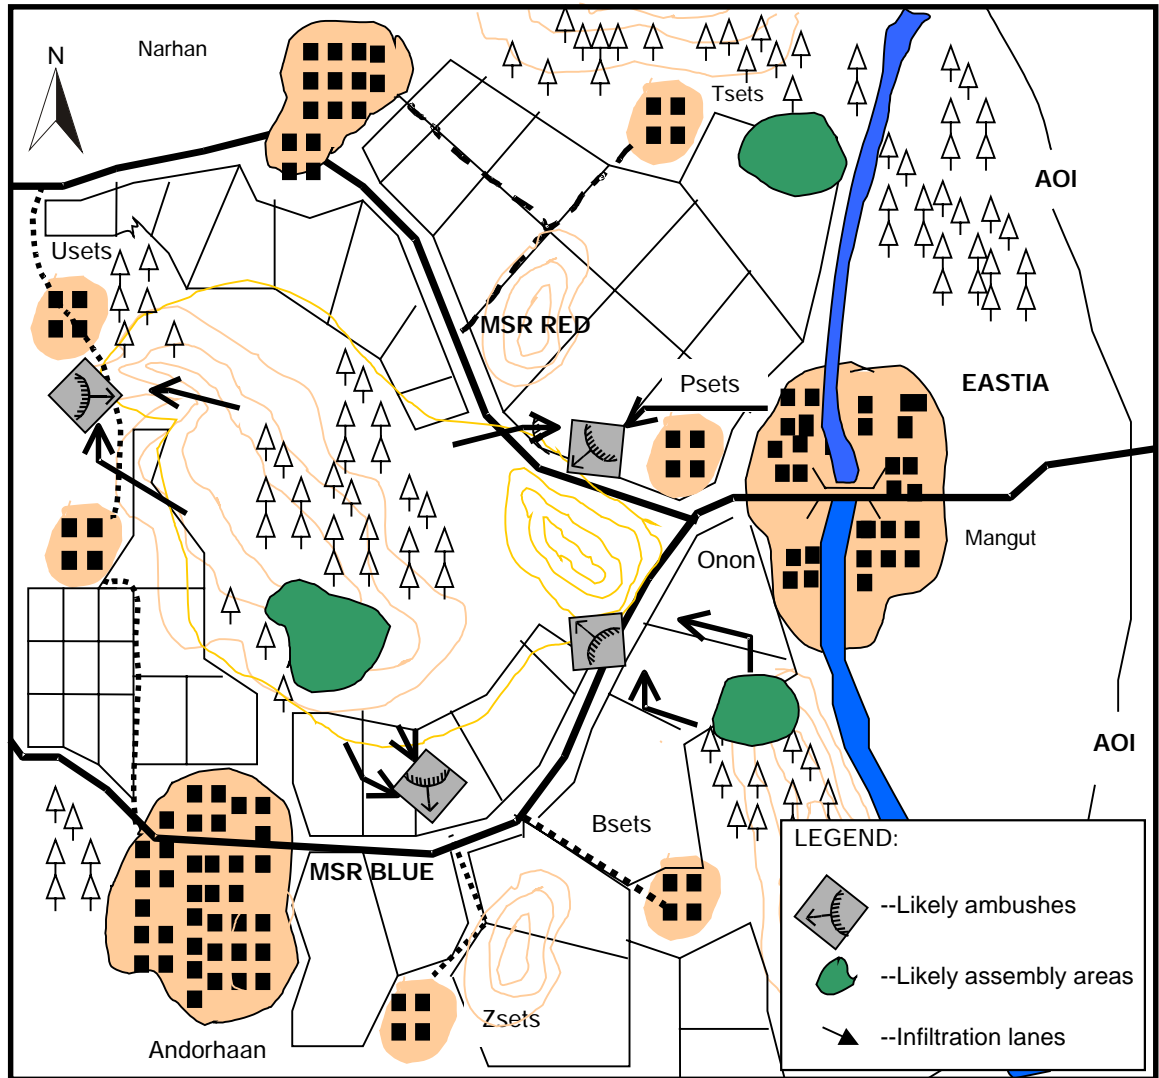 N
Narhan
Tsets
AOI
Usets
MSR RED
Psets
EASTIA
Mangut
Onon
AOI
Bsets
MSR BLUE
Zsets
Andorhaan
LEGEND:
--Likely ambushes
--Likely assembly areas
--Infiltration lanes